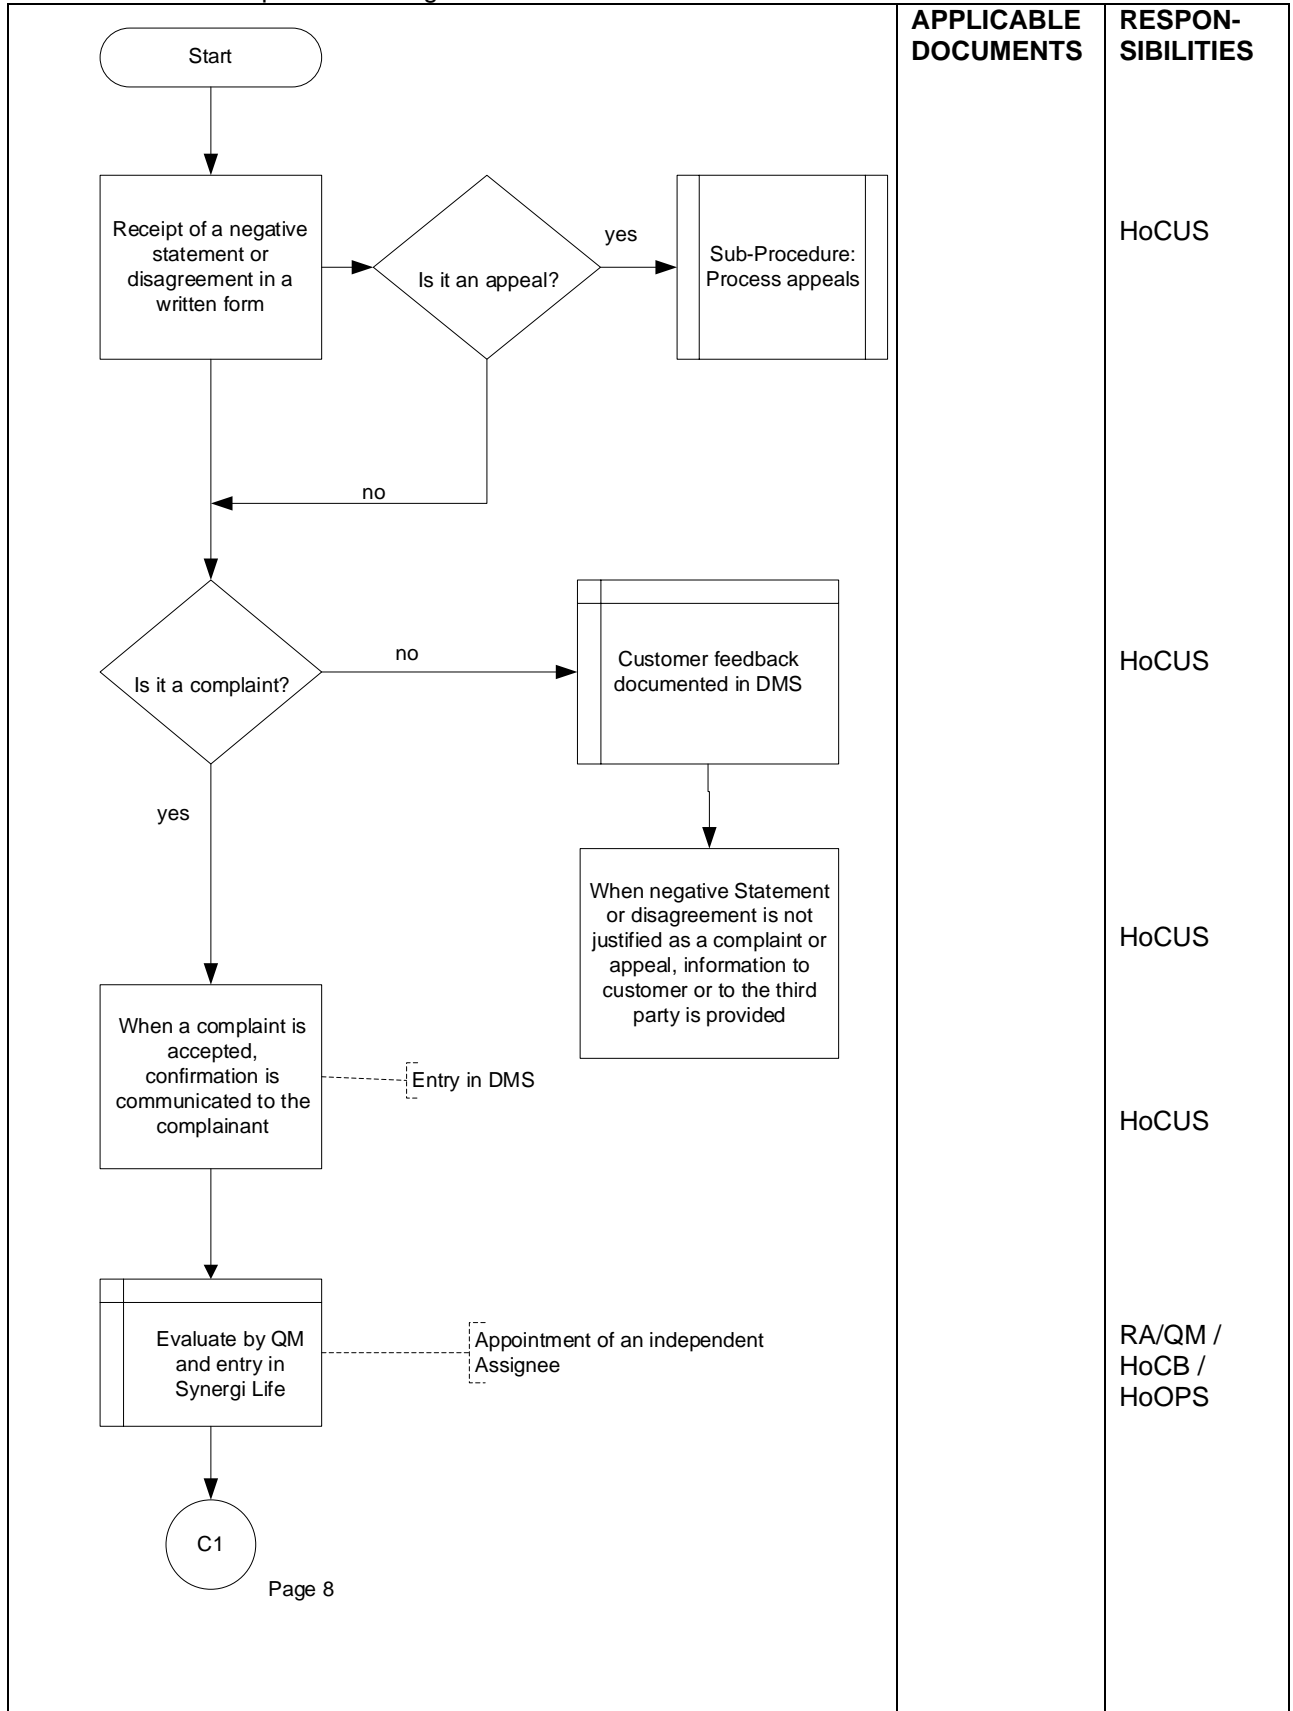 APPLICABLE
DOCUMENTS
RESPON-
SIBILITIES
Start
Receipt of a negative
statement or
disagreement in a
written form
Is it an appeal?
yes
Sub-Procedure:
Process appeals
HoCUS
no
Is it a complaint?
no
Customer feedback
documented in DMS
HoCUS
yes
When negative Statement
or disagreement is not
justified as a complaint or
appeal, information to
customer or to the third
party is provided
HoCUS
When a complaint is
accepted,
confirmation is
communicated to the
complainant
Entry in DMS
HoCUS
Evaluate by QM
and entry in
Synergi Life
Appointment of an independent
Assignee
RA/QM /
HoCB /
HoOPS
C1
Page 8